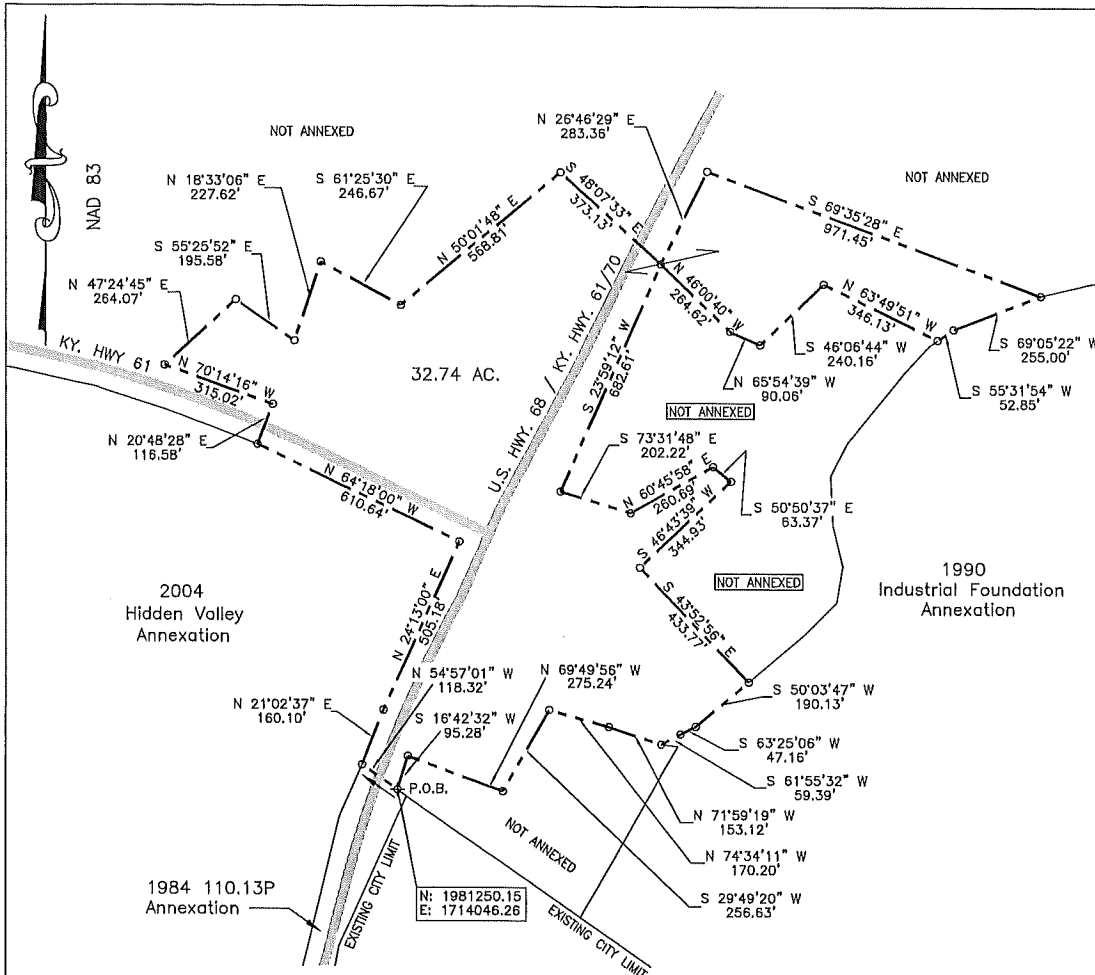 NAD 83
NOT ANNEXED
N 26°46'29" E
283.36'
N 18°33'06" E
227.62'
S 61°25'30" E
246.67'
S 48°07'33" E
373.13'
NOT ANNEXED
S 55°25'52" E
195.58'
N 50°01'48" E
568.81'
S 69°35'28" E
971.45'
N 47°24'45" E
264.07'
N 46°00'40" W
264.62'
N 63°49'51" W
346.13'
KY. HWY 61
N 70°14'16" W
315.02'
32.74 AC.
U.S. HWY. 68 / KY. HWY. 61/70
S 23°59'12" W
682.61'
S 46°06'44" W
240.16'
S 69°05'22" W
255.00'
N 65°54'39" W
90.06'
S 55°31'54" W
52.85'
NOT ANNEXED
N 20°48'28" E
116.58'
S 73°31'48" E
202.22'
N 64°18'00" W
610.64'
N 60°45'58" E
260.69'
S 50°50'37" E
63.37'
S 46°43'39" W
344.93'
2004
Hidden Valley
Annexation
NOT ANNEXED
1990
Industrial Foundation
Annexation
N 24°13'00" E
505.18'
S 43°52'56" E
433.77'
N 54°57'01" W
118.32'
N 69°49'56" W
275.24'
N 21°02'37" E
160.10'
S 16°42'32" W
95.28'
S 50°03'47" W
190.13'
S 63°25'06" W
47.16'
P.O.B.
S 61°55'32" W
59.39'
N 71°59'19" W
153.12'
NOT ANNEXED
N 74°34'11" W
170.20'
1984 110.13P
Annexation
EXISTING CITY LIMIT
N: 1981250.15
E: 1714046.26
S 29°49'20" W
256.63'
EXISTING CITY LIMIT